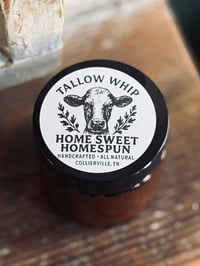 TALLOW WHIP
HOME SWEET
HOMESPUN
HANDCRAFTED • ALL NATURAL
COLLIERVILLE, TN